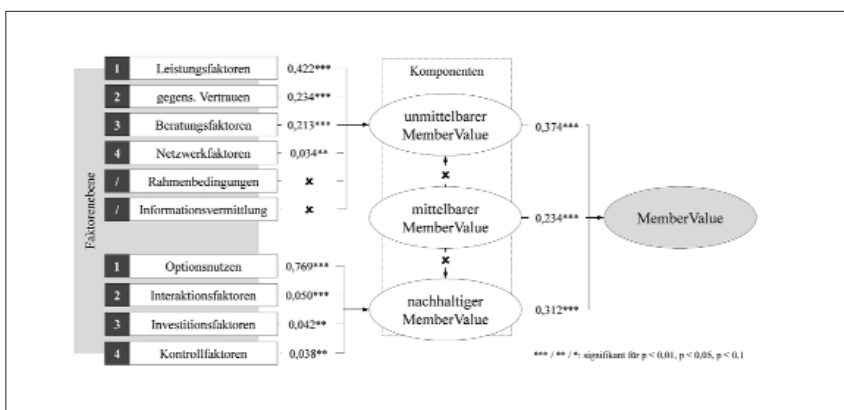 Faktorenebene
1 Leistungsfaktoren 0,422***
2 gegens. Vertrauen 0,234***
3 Beratungsfaktoren 0,213***
4 Netzwerkfaktoren 0,034**
/ Rahmenbedingungen ×
/ Informationsvermittlung ×
1 Optionsnutzen 0,769***
2 Interaktionsfaktoren 0,050***
3 Investitionsfaktoren 0,042**
4 Kontrollfaktoren 0,038**
Komponenten
unmittelbarer
MemberValue
0,374***
×
mittelbarer
MemberValue
0,234***
×
nachhaltiger
MemberValue
0,312***
MemberValue
*** / ** / *: signifikant für p < 0,01, p < 0,05, p < 0,1